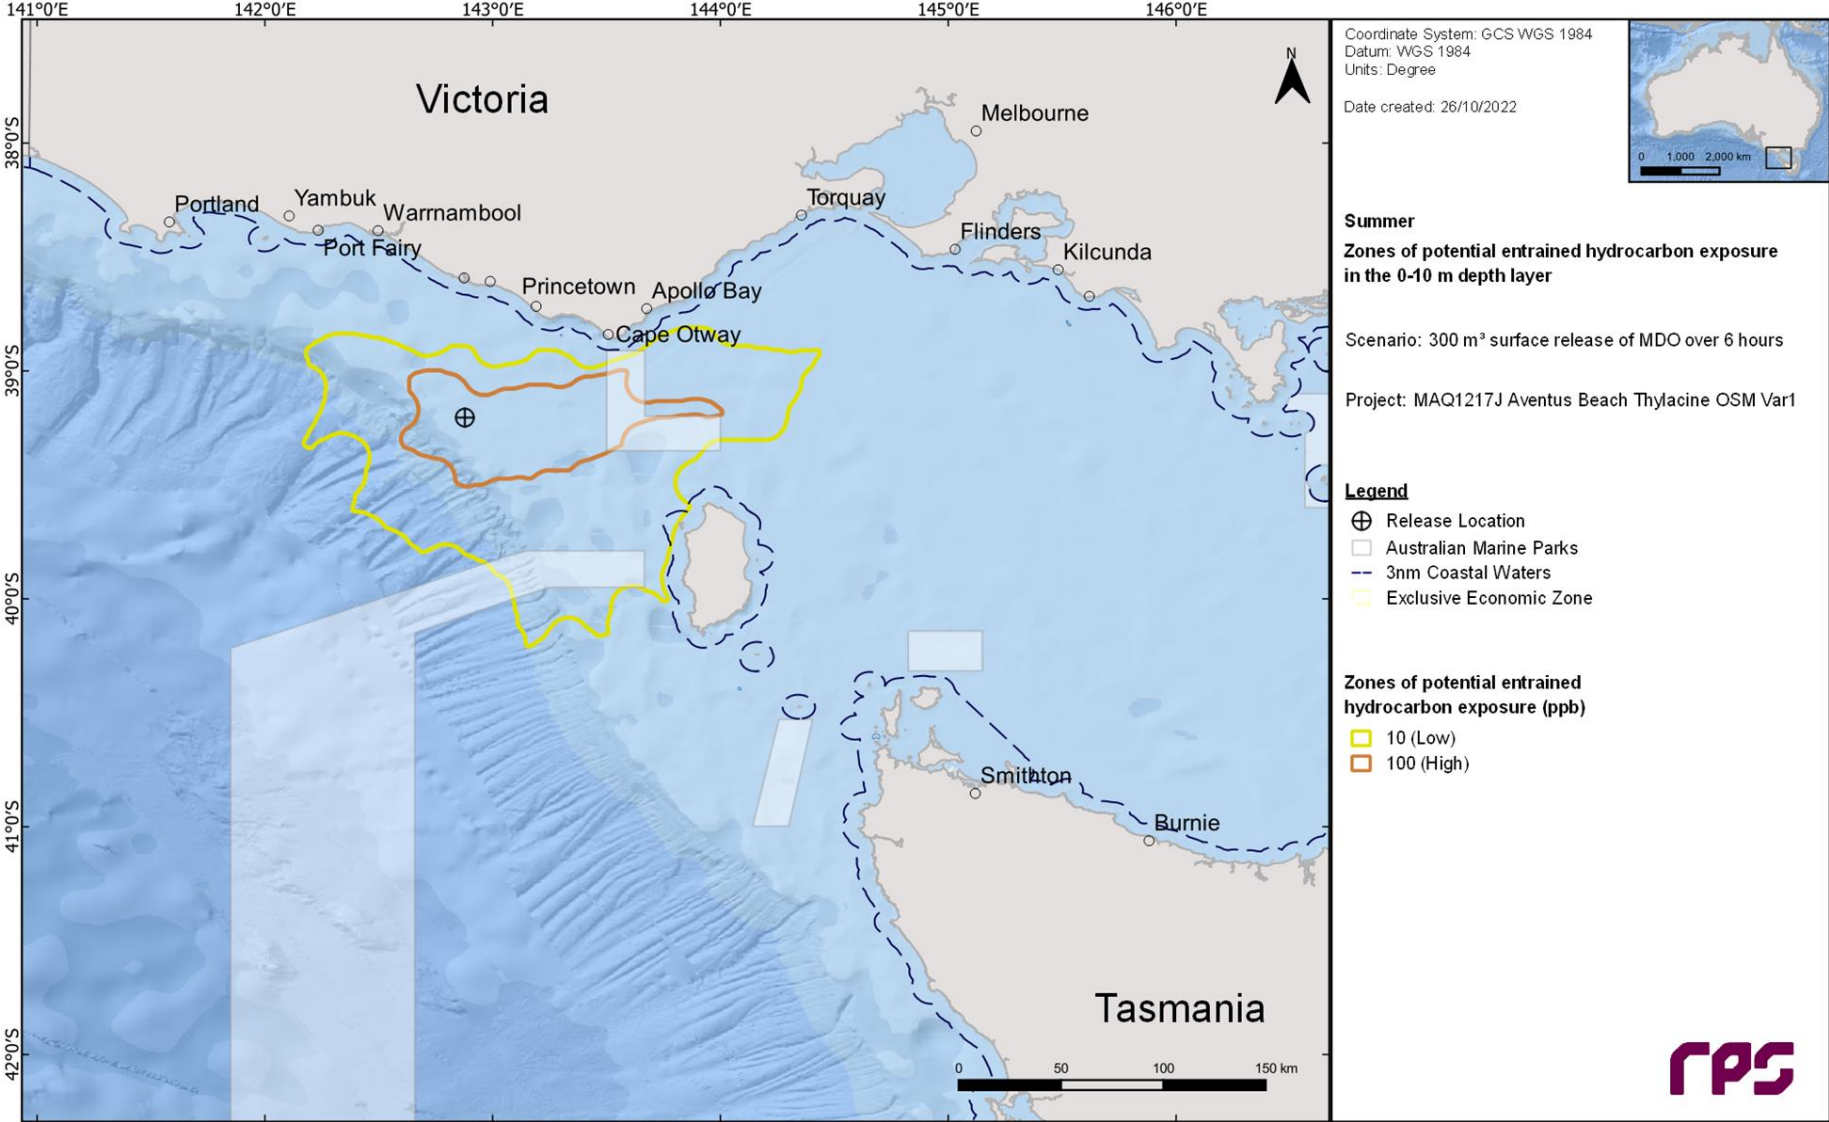 141°0'E 142°0'E 143°0'E 144°0'E 145°0'E 146°0'E
38°0'S
39°0'S
40°0'S
41°0'S
42°0'S
Victoria
N
Melbourne
Portland
Yambuk
Warrnambool
Port Fairy
Torquay
Flinders
Kilcunda
Princetown
Apollo Bay
Cape Otway
Smithton
Burnie
Tasmania
0 50 100 150 km
Coordinate System: GCS WGS 1984
Datum: WGS 1984
Units: Degree
Date created: 26/10/2022
0 1,000 2,000 km
Summer
Zones of potential entrained hydrocarbon exposure
in the 0-10 m depth layer
Scenario: 300 m³ surface release of MDO over 6 hours
Project: MAQ1217J Aventus Beach Thylacine OSM Var1
Legend
Release Location
Australian Marine Parks
3nm Coastal Waters
Exclusive Economic Zone
Zones of potential entrained
hydrocarbon exposure (ppb)
10 (Low)
100 (High)
rps